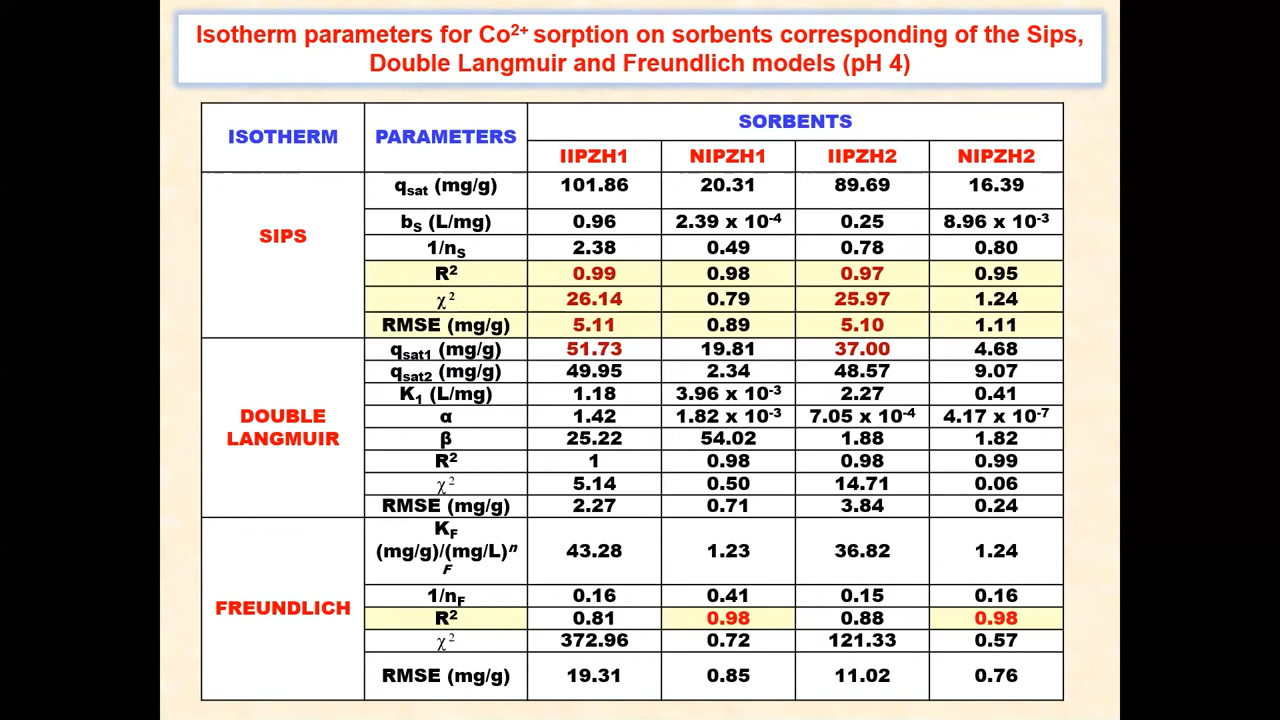 Isotherm parameters for Co²⁺ sorption on sorbents corresponding of the Sips,
Double Langmuir and Freundlich models (pH 4)
ISOTHERM PARAMETERS SORBENTS
IIPZH1 NIPZH1 IIPZH2 NIPZH2
SIPS
qsat (mg/g) 101.86 20.31 89.69 16.39
bS (L/mg) 0.96 2.39 x 10⁻⁴ 0.25 8.96 x 10⁻³
1/nS 2.38 0.49 0.78 0.80
R² 0.99 0.98 0.97 0.95
χ² 26.14 0.79 25.97 1.24
RMSE (mg/g) 5.11 0.89 5.10 1.11
DOUBLE
LANGMUIR
qsat1 (mg/g) 51.73 19.81 37.00 4.68
qsat2 (mg/g) 49.95 2.34 48.57 9.07
K1 (L/mg) 1.18 3.96 x 10⁻³ 2.27 0.41
α 1.42 1.82 x 10⁻³ 7.05 x 10⁻⁴ 4.17 x 10⁻⁷
β 25.22 54.02 1.88 1.82
R² 1 0.98 0.98 0.99
χ² 5.14 0.50 14.71 0.06
RMSE (mg/g) 2.27 0.71 3.84 0.24
FREUNDLICH
KF
(mg/g)/(mg/L)ⁿ 43.28 1.23 36.82 1.24
F
1/nF 0.16 0.41 0.15 0.16
R² 0.81 0.98 0.88 0.98
χ² 372.96 0.72 121.33 0.57
RMSE (mg/g) 19.31 0.85 11.02 0.76